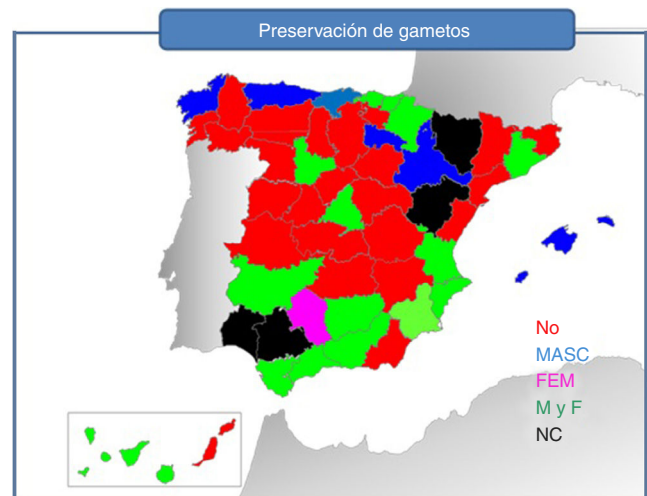 Preservación de gametos
No
MASC
FEM
M y F
NC